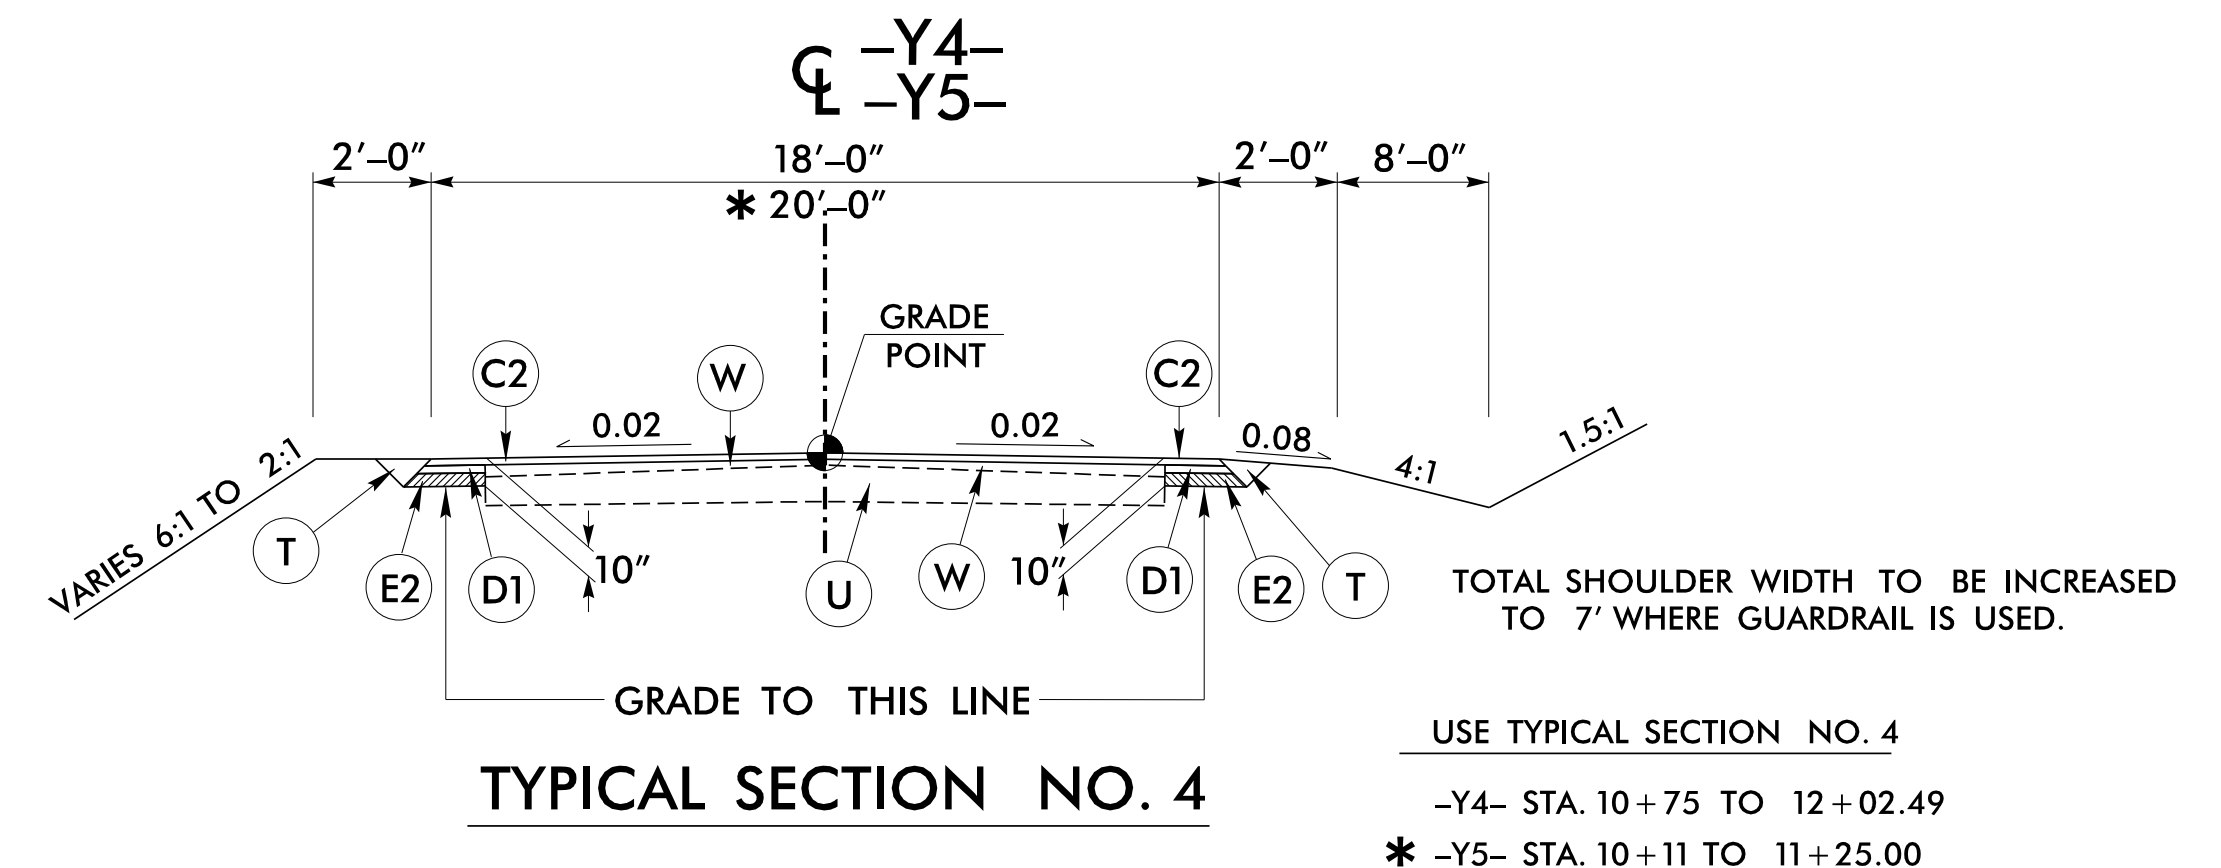 ℄ –Y4–
–Y5–
2'–0" 18'–0" 2'–0" 8'–0"
* 20'–0"
GRADE
POINT
C2 W C2
0.02 0.02 0.08
VARIES 6:1 TO 2:1
4:1
1.5:1
T E2 D1 10" U W 10" D1 E2 T
TOTAL SHOULDER WIDTH TO BE INCREASED
TO 7' WHERE GUARDRAIL IS USED.
GRADE TO THIS LINE
TYPICAL SECTION NO. 4
USE TYPICAL SECTION NO. 4
–Y4– STA. 10+75 TO 12+02.49
* –Y5– STA. 10+11 TO 11+25.00